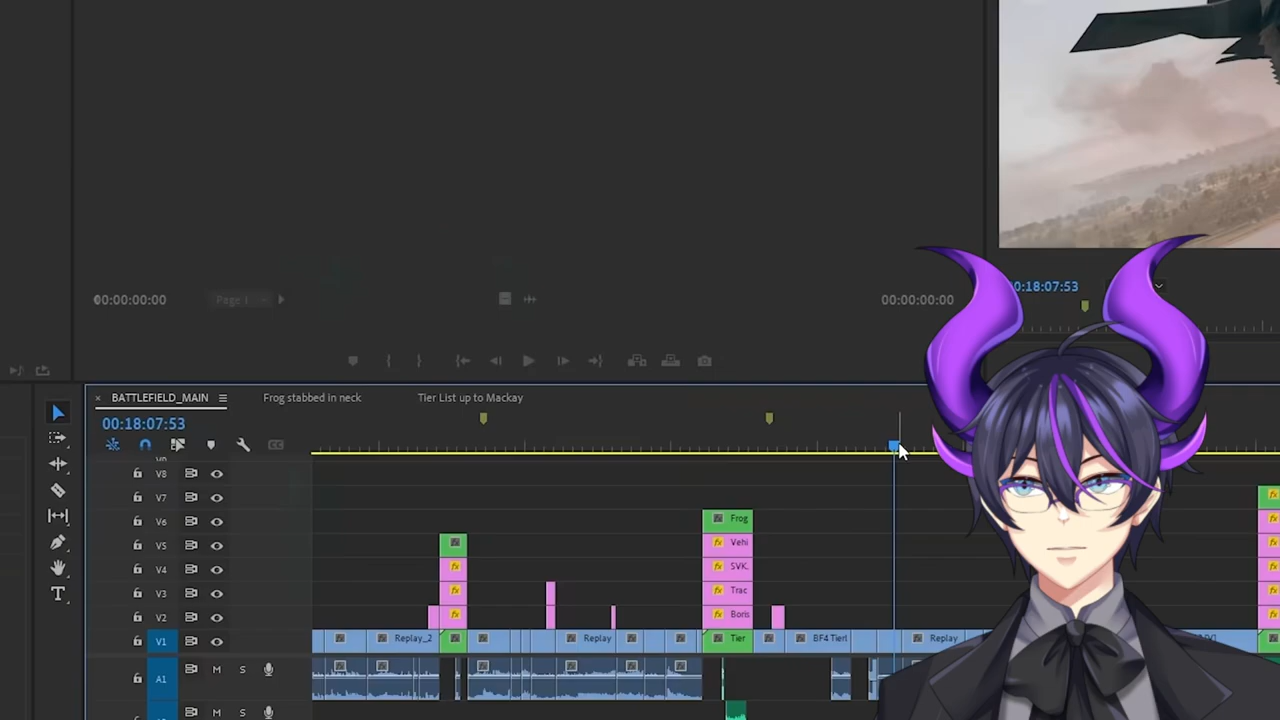 00:00:00:00
Page 1
00:00:00:00
00:18:07:53
× BATTLEFIELD_MAIN
Frog stabbed in neck
Tier List up to Mackay
00:18:07:53
CC
V8
V7
V6
Frog
V5
Vehi
V4
SVK.
V3
Trac
V2
Boris
V1
Replay_2
Replay
Tier
BF4 Tierl
Replay
A1
M
S
M
S
T